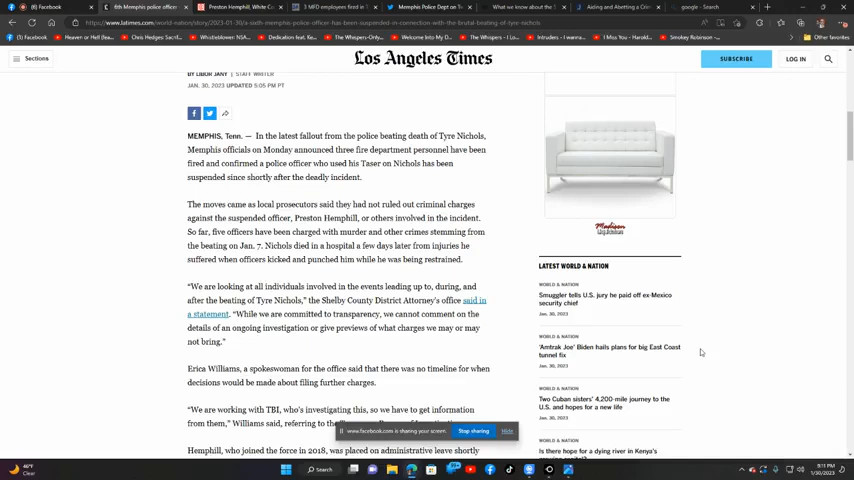 (6) Facebook
6th Memphis police officer
Preston Hemphill, White Co
3 MFD employees fired in T
Memphis Police Dept on Tw
What we know about the S
Aiding and Abetting a Crim
google - Search
https://www.latimes.com/world-nation/story/2023-01-30/a-sixth-memphis-police-officer-has-been-suspended-in-connection-with-the-brutal-beating-of-tyre-nichols
(1) Facebook
Heaven or Hell (lea...
Chris Hedges Sacrifi...
Whistleblower NSA...
Dedication feat. Ke...
The Whispers-Only...
Welcome Into My D...
The Whispers - I Lo...
Intruders - I wanna...
I Miss You - Harold...
Smokey Robinson -...
Other favorites
Sections
Los Angeles Times
SUBSCRIBE
LOG IN
BY LIBOR JANY | STAFF WRITER
JAN. 30, 2023 UPDATED 5:05 PM PT
MEMPHIS, Tenn. — In the latest fallout from the police beating death of Tyre Nichols,
Memphis officials on Monday announced three fire department personnel have been
fired and confirmed a police officer who used his Taser on Nichols has been
suspended since shortly after the deadly incident.
The moves came as local prosecutors said they had not ruled out criminal charges
against the suspended officer, Preston Hemphill, or others involved in the incident.
So far, five officers have been charged with murder and other crimes stemming from
the beating on Jan. 7. Nichols died in a hospital a few days later from injuries he
suffered when officers kicked and punched him while he was being restrained.
“We are looking at all individuals involved in the events leading up to, during, and
after the beating of Tyre Nichols,” the Shelby County District Attorney’s office said in
a statement. “While we are committed to transparency, we cannot comment on the
details of an ongoing investigation or give previews of what charges we may or may
not bring.”
Erica Williams, a spokeswoman for the office said that there was no timeline for when
decisions would be made about filing further charges.
“We are working with TBI, who’s investigating this, so we have to get information
from them,” Williams said, referring to the
Hemphill, who joined the force in 2018, was placed on administrative leave shortly
Madison
LATEST WORLD & NATION
WORLD & NATION
Smuggler tells U.S. jury he paid off ex-Mexico
security chief
Jan. 30, 2023
WORLD & NATION
‘Amtrak Joe’ Biden hails plans for big East Coast
tunnel fix
Jan. 30, 2023
WORLD & NATION
Two Cuban sisters’ 4,200-mile journey to the
U.S. and hopes for a new life
Jan. 30, 2023
WORLD & NATION
Is there hope for a dying river in Kenya’s
www.facebook.com is sharing your screen.
Stop sharing
Hide
46°F
Clear
Search
8:11 PM
1/30/2023